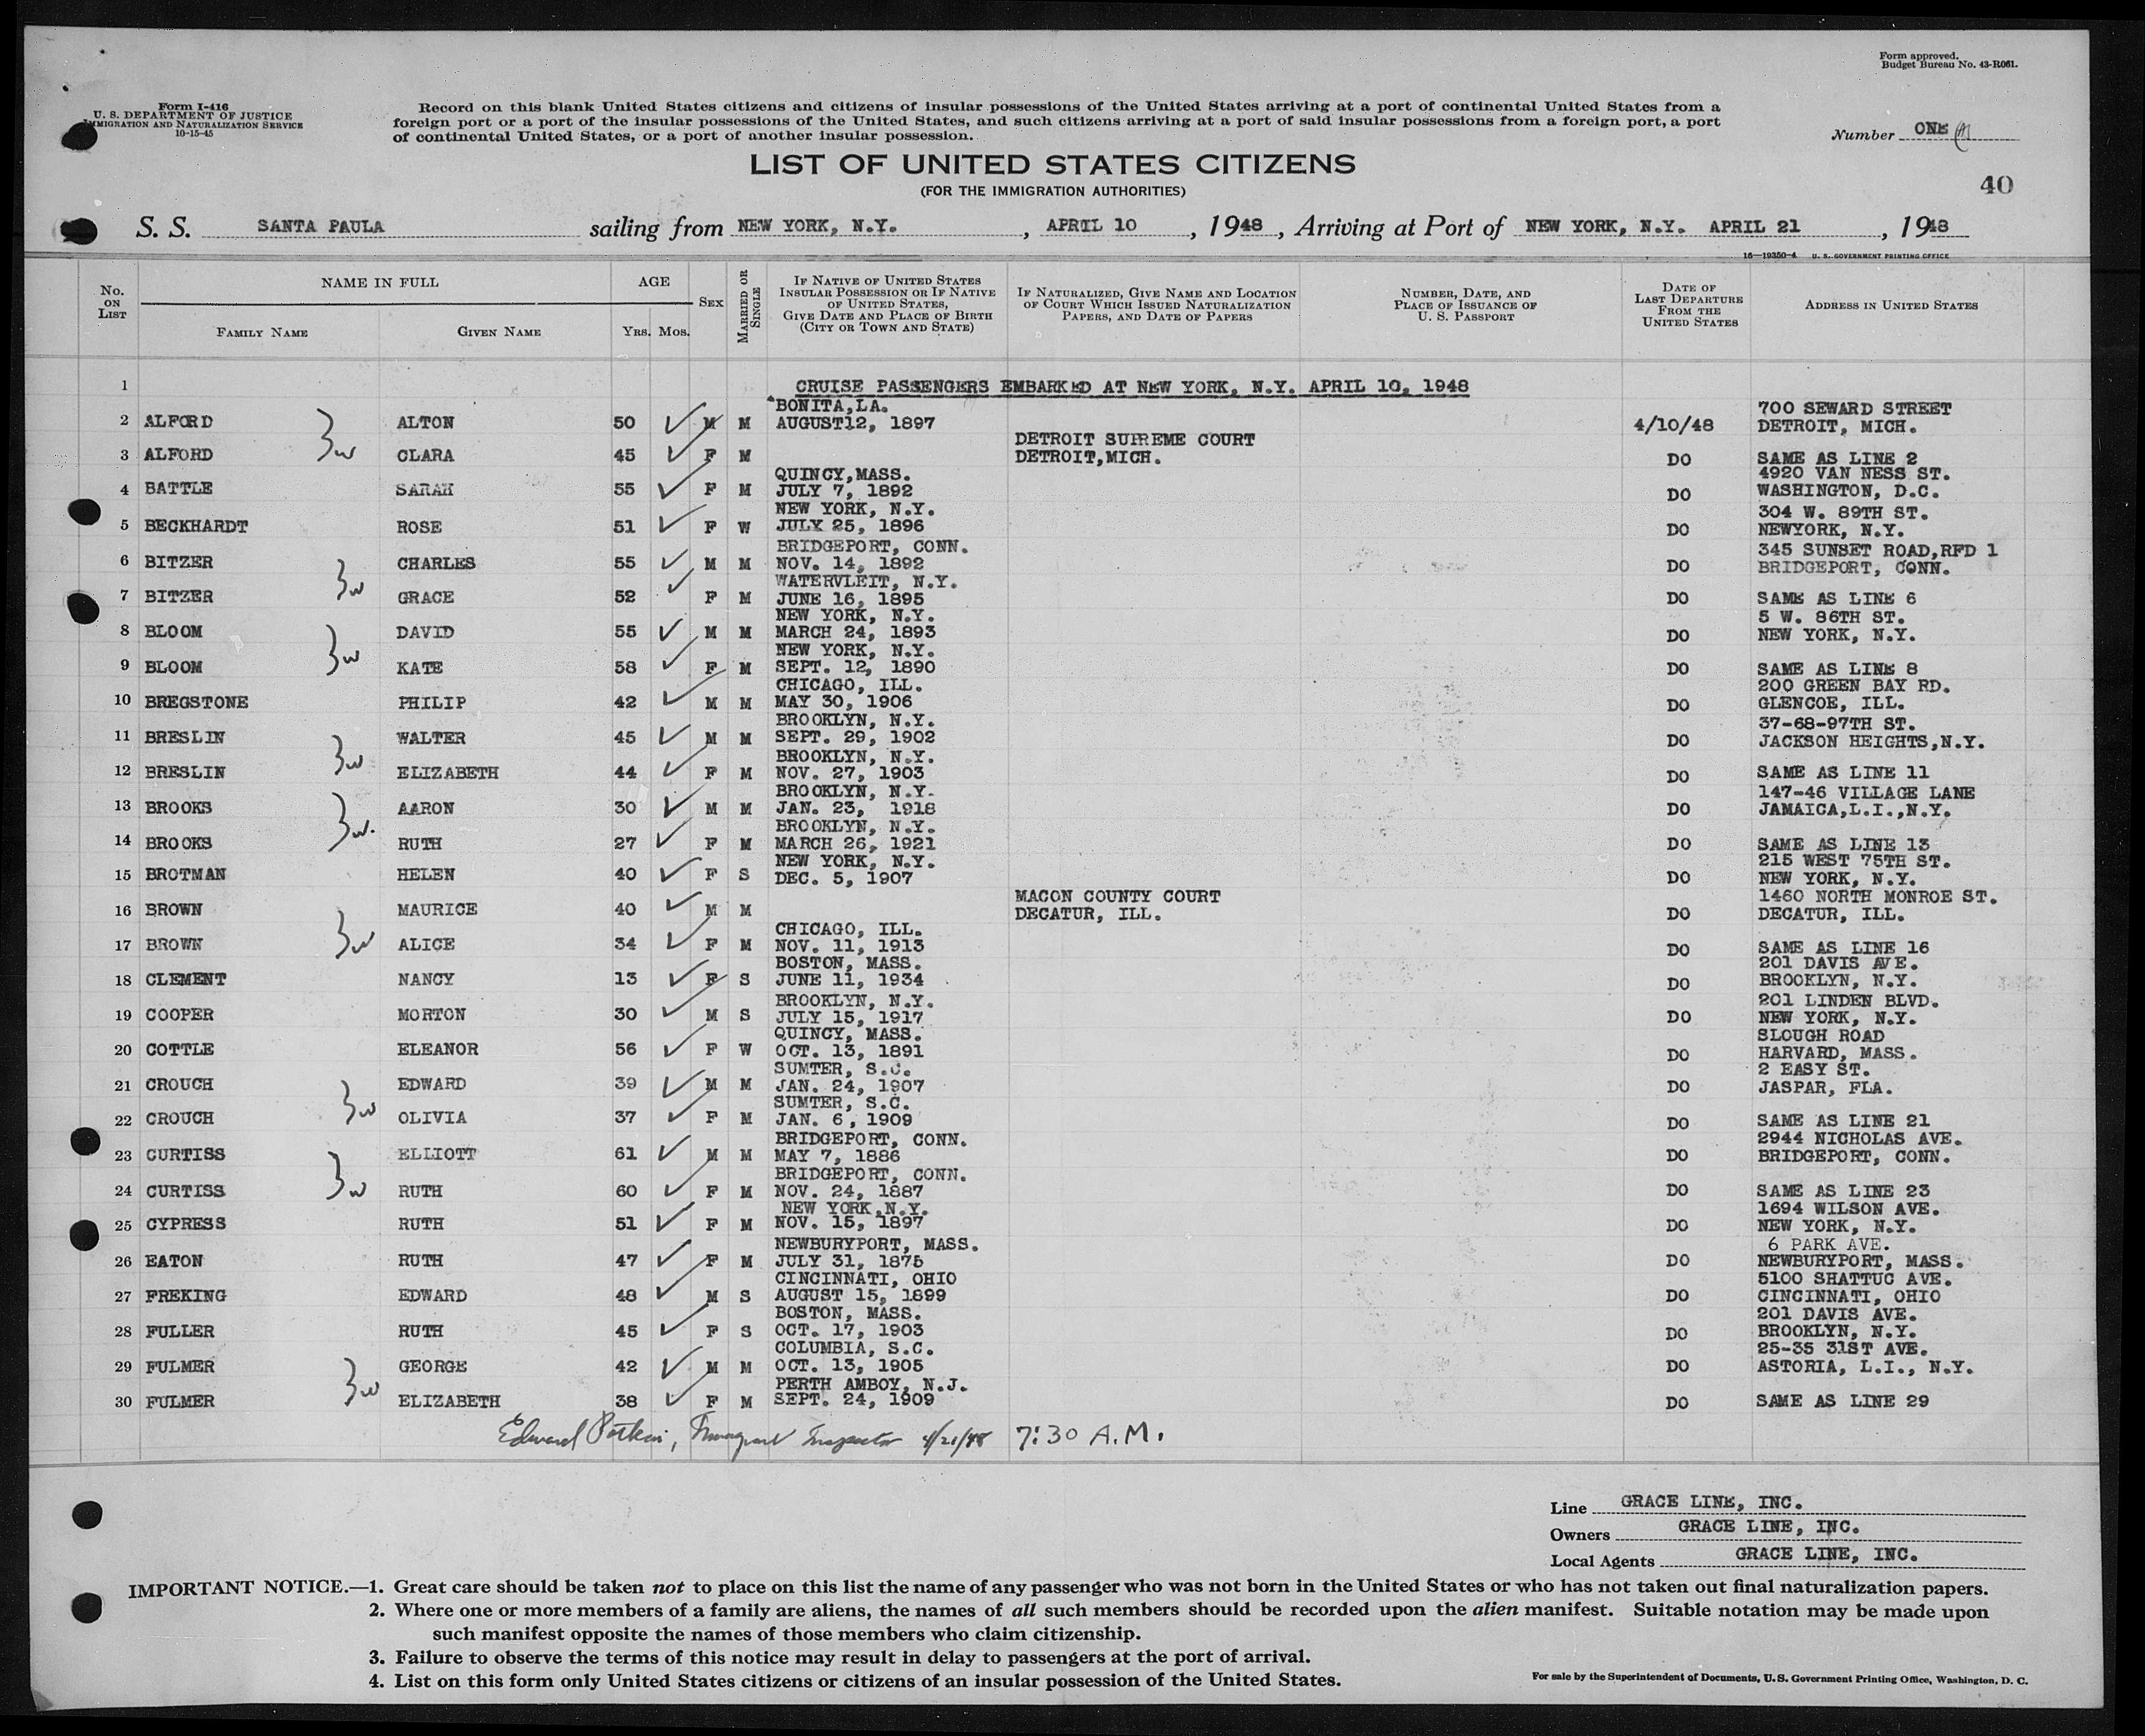 Form approved.
Budget Bureau No. 43-R061.
Form I-416
U. S. DEPARTMENT OF JUSTICE
IMMIGRATION AND NATURALIZATION SERVICE
10-15-45
Record on this blank United States citizens and citizens of insular possessions of the United States arriving at a port of continental United States from a
foreign port or a port of the insular possessions of the United States, and such citizens arriving at a port of said insular possessions from a foreign port, a port
of continental United States, or a port of another insular possession.
Number ONE (A)
LIST OF UNITED STATES CITIZENS
(FOR THE IMMIGRATION AUTHORITIES)
40
S. S. SANTA PAULA sailing from NEW YORK, N.Y. , APRIL 10 , 1948 , Arriving at Port of NEW YORK, N.Y. APRIL 21 , 1948
16—19350-4 U. S. GOVERNMENT PRINTING OFFICE
No. ON LIST
NAME IN FULL
FAMILY NAME GIVEN NAME
AGE
YRS. MOS.
SEX
MARRIED OR SINGLE
IF NATIVE OF UNITED STATES INSULAR POSSESSION OR IF NATIVE OF UNITED STATES, GIVE DATE AND PLACE OF BIRTH (CITY OR TOWN AND STATE)
IF NATURALIZED, GIVE NAME AND LOCATION OF COURT WHICH ISSUED NATURALIZATION PAPERS, AND DATE OF PAPERS
NUMBER, DATE, AND PLACE OF ISSUANCE OF U. S. PASSPORT
DATE OF LAST DEPARTURE FROM THE UNITED STATES
ADDRESS IN UNITED STATES
1 CRUISE PASSENGERS EMBARKED AT NEW YORK, N.Y. APRIL 10, 1948
BONITA,LA. 700 SEWARD STREET
2 ALFORD ALTON 50 M M AUGUST12, 1897 4/10/48 DETROIT, MICH.
DETROIT SUPREME COURT
3 ALFORD CLARA 45 F M DETROIT,MICH. DO SAME AS LINE 2
QUINCY,MASS. 4920 VAN NESS ST.
4 BATTLE SARAH 55 F M JULY 7, 1892 DO WASHINGTON, D.C.
NEW YORK, N.Y. 304 W. 89TH ST.
5 BECKHARDT ROSE 51 F W JULY 25, 1896 DO NEWYORK, N.Y.
BRIDGEPORT, CONN. 345 SUNSET ROAD,RFD 1
6 BITZER CHARLES 55 M M NOV. 14, 1892 DO BRIDGEPORT, CONN.
WATERVLEIT, N.Y.
7 BITZER GRACE 52 F M JUNE 16, 1895 DO SAME AS LINE 6
NEW YORK, N.Y. 5 W. 86TH ST.
8 BLOOM DAVID 55 M M MARCH 24, 1893 DO NEW YORK, N.Y.
NEW YORK, N.Y.
9 BLOOM KATE 58 F M SEPT. 12, 1890 DO SAME AS LINE 8
CHICAGO, ILL. 200 GREEN BAY RD.
10 BREGSTONE PHILIP 42 M M MAY 30, 1906 DO GLENCOE, ILL.
BROOKLYN, N.Y. 37-68-97TH ST.
11 BRESLIN WALTER 45 M M SEPT. 29, 1902 DO JACKSON HEIGHTS,N.Y.
BROOKLYN, N.Y.
12 BRESLIN ELIZABETH 44 F M NOV. 27, 1903 DO SAME AS LINE 11
BROOKLYN, N.Y. 147-46 VILLAGE LANE
13 BROOKS AARON 30 M M JAN. 23, 1918 DO JAMAICA,L.I.,N.Y.
BROOKLYN, N.Y.
14 BROOKS RUTH 27 F M MARCH 26, 1921 DO SAME AS LINE 13
NEW YORK, N.Y. 215 WEST 75TH ST.
15 BROTMAN HELEN 40 F S DEC. 5, 1907 DO NEW YORK, N.Y.
MACON COUNTY COURT 1460 NORTH MONROE ST.
16 BROWN MAURICE 40 M M DECATUR, ILL. DO DECATUR, ILL.
CHICAGO, ILL.
17 BROWN ALICE 34 F M NOV. 11, 1913 DO SAME AS LINE 16
BOSTON, MASS. 201 DAVIS AVE.
18 CLEMENT NANCY 13 F S JUNE 11, 1934 DO BROOKLYN, N.Y.
BROOKLYN, N.Y. 201 LINDEN BLVD.
19 COOPER MORTON 30 M S JULY 15, 1917 DO NEW YORK, N.Y.
QUINCY, MASS. SLOUGH ROAD
20 COTTLE ELEANOR 56 F W OCT. 13, 1891 DO HARVARD, MASS.
SUMTER, S.C. 2 EASY ST.
21 CROUCH EDWARD 39 M M JAN. 24, 1907 DO JASPAR, FLA.
SUMTER, S.C.
22 CROUCH OLIVIA 37 F M JAN. 6, 1909 DO SAME AS LINE 21
BRIDGEPORT, CONN. 2944 NICHOLAS AVE.
23 CURTISS ELLIOTT 61 M M MAY 7, 1886 DO BRIDGEPORT, CONN.
BRIDGEPORT, CONN.
24 CURTISS RUTH 60 F M NOV. 24, 1887 DO SAME AS LINE 23
NEW YORK,N.Y. 1694 WILSON AVE.
25 CYPRESS RUTH 51 F M NOV. 15, 1897 DO NEW YORK, N.Y.
NEWBURYPORT, MASS. 6 PARK AVE.
26 EATON RUTH 47 F M JULY 31, 1875 DO NEWBURYPORT, MASS.
CINCINNATI, OHIO 5100 SHATTUC AVE.
27 FREKING EDWARD 48 M S AUGUST 15, 1899 DO CINCINNATI, OHIO
BOSTON, MASS. 201 DAVIS AVE.
28 FULLER RUTH 45 F S OCT. 17, 1903 DO BROOKLYN, N.Y.
COLUMBIA, S.C. 25-35 31ST AVE.
29 FULMER GEORGE 42 M M OCT. 13, 1905 DO ASTORIA, L.I., N.Y.
PERTH AMBOY, N.J.
30 FULMER ELIZABETH 38 F M SEPT. 24, 1909 DO SAME AS LINE 29
Edward Inspector 4/21/48 7:30 A.M.
Line GRACE LINE, INC.
Owners GRACE LINE, INC.
Local Agents GRACE LINE, INC.
IMPORTANT NOTICE.—1. Great care should be taken not to place on this list the name of any passenger who was not born in the United States or who has not taken out final naturalization papers.
2. Where one or more members of a family are aliens, the names of all such members should be recorded upon the alien manifest. Suitable notation may be made upon
such manifest opposite the names of those members who claim citizenship.
3. Failure to observe the terms of this notice may result in delay to passengers at the port of arrival.
4. List on this form only United States citizens or citizens of an insular possession of the United States.
For sale by the Superintendent of Documents, U. S. Government Printing Office, Washington, D. C.